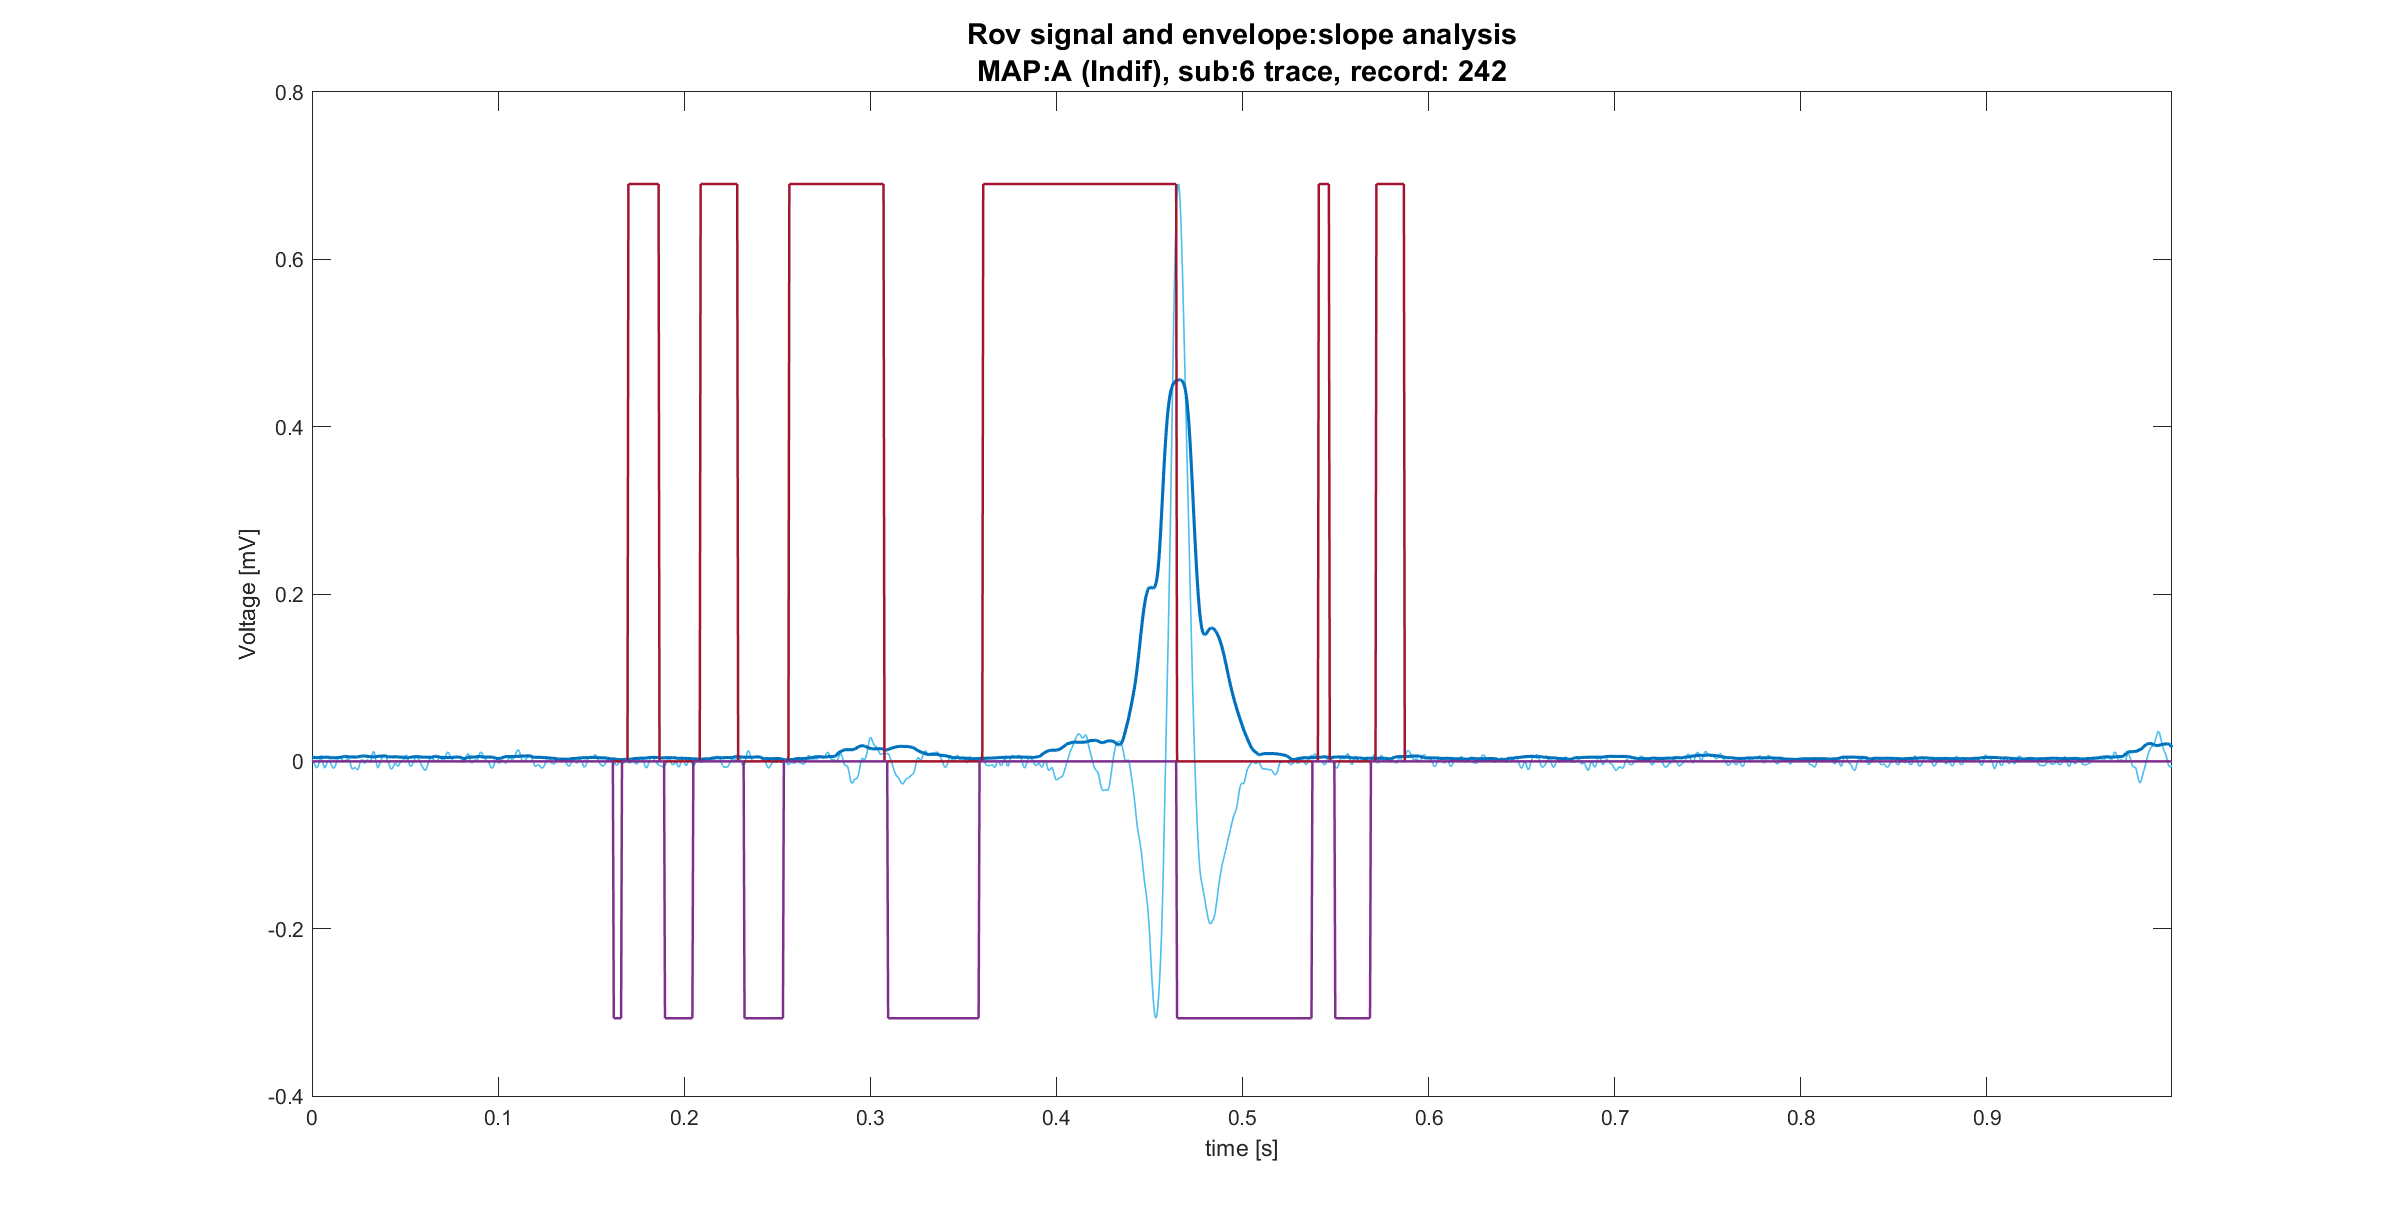 Rov signal and envelope:slope analysis
MAP:A (Indif), sub:6 trace, record: 242
0.8
0.6
0.4
0.2
0
-0.2
-0.4
Voltage [mV]
0 0.1 0.2 0.3 0.4 0.5 0.6 0.7 0.8 0.9
time [s]